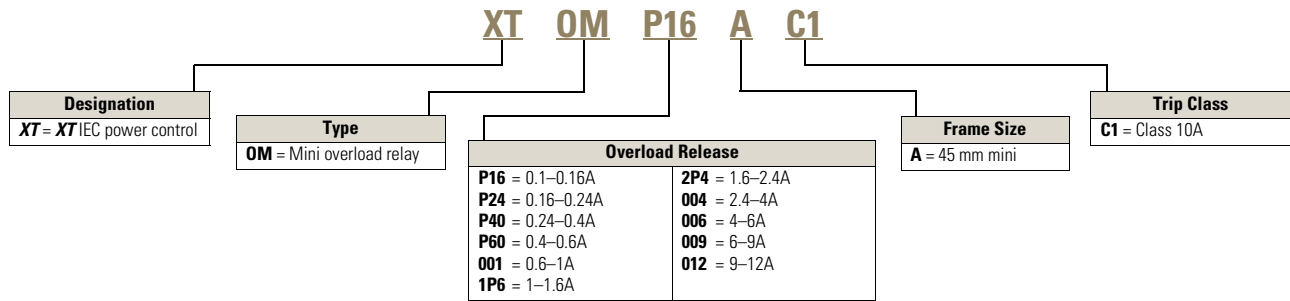 XT OM P16 A C1
Designation
XT = XT IEC power control
Type
OM = Mini overload relay
Overload Release
P16 = 0.1–0.16A
P24 = 0.16–0.24A
P40 = 0.24–0.4A
P60 = 0.4–0.6A
001 = 0.6–1A
1P6 = 1–1.6A
2P4 = 1.6–2.4A
004 = 2.4–4A
006 = 4–6A
009 = 6–9A
012 = 9–12A
Frame Size
A = 45 mm mini
Trip Class
C1 = Class 10A